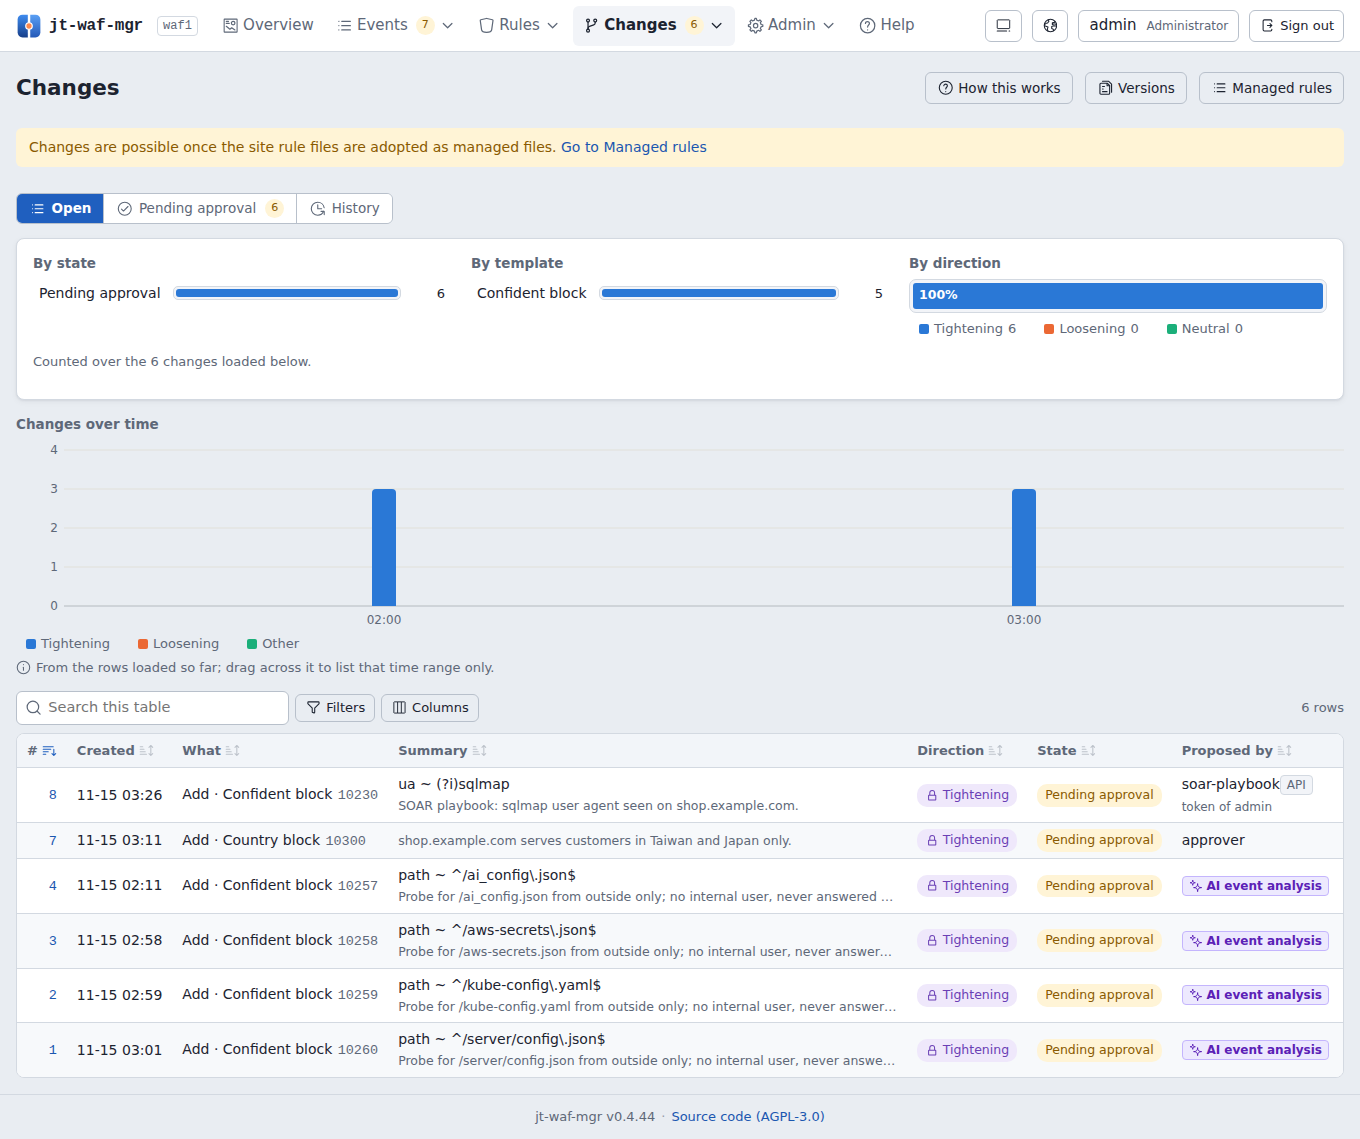 jt-waf-mgr waf1 Overview Events 7 Rules Changes 6 Admin Help admin Administrator Sign out
Changes How this works Versions Managed rules
Changes are possible once the site rule files are adopted as managed files. Go to Managed rules
Open Pending approval 6 History
By state By template By direction
Pending approval 6 Confident block 5 100%
Tightening 6 Loosening 0 Neutral 0
Counted over the 6 changes loaded below.
Changes over time
4
3
2
1
0
02:00 03:00
Tightening Loosening Other
From the rows loaded so far; drag across it to list that time range only.
Search this table Filters Columns 6 rows
# Created What Summary Direction State Proposed by
8 11-15 03:26 Add · Confident block 10230 ua ~ (?i)sqlmap Tightening Pending approval soar-playbook API
SOAR playbook: sqlmap user agent seen on shop.example.com. token of admin
7 11-15 03:11 Add · Country block 10300 shop.example.com serves customers in Taiwan and Japan only. Tightening Pending approval approver
4 11-15 02:11 Add · Confident block 10257 path ~ ^/ai_config\.json$ Tightening Pending approval AI event analysis
Probe for /ai_config.json from outside only; no internal user, never answered …
3 11-15 02:58 Add · Confident block 10258 path ~ ^/aws-secrets\.json$ Tightening Pending approval AI event analysis
Probe for /aws-secrets.json from outside only; no internal user, never answer…
2 11-15 02:59 Add · Confident block 10259 path ~ ^/kube-config\.yaml$ Tightening Pending approval AI event analysis
Probe for /kube-config.yaml from outside only; no internal user, never answer…
1 11-15 03:01 Add · Confident block 10260 path ~ ^/server/config\.json$ Tightening Pending approval AI event analysis
Probe for /server/config.json from outside only; no internal user, never answe…
jt-waf-mgr v0.4.44 · Source code (AGPL-3.0)